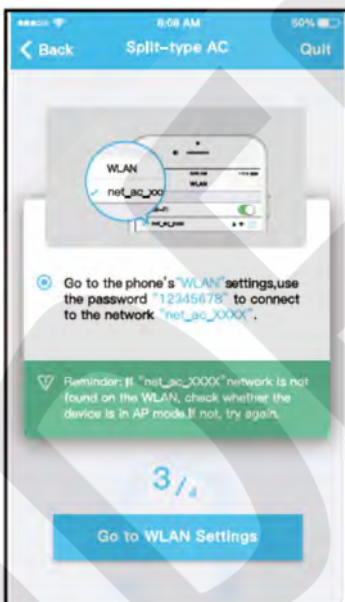 8:08 AM 60%
Back Split-type AC Quit
WLAN
net_ac_xxx
WLAN
Go to the phone's "WLAN"settings,use
the password "12345678" to connect
to the network "net_ac_XXXX".
Reminder: If "net_ac_XXXX"network is not
found on the WLAN, check whether the
device is in AP mode.If not, try again.
3/4
Go to WLAN Settings